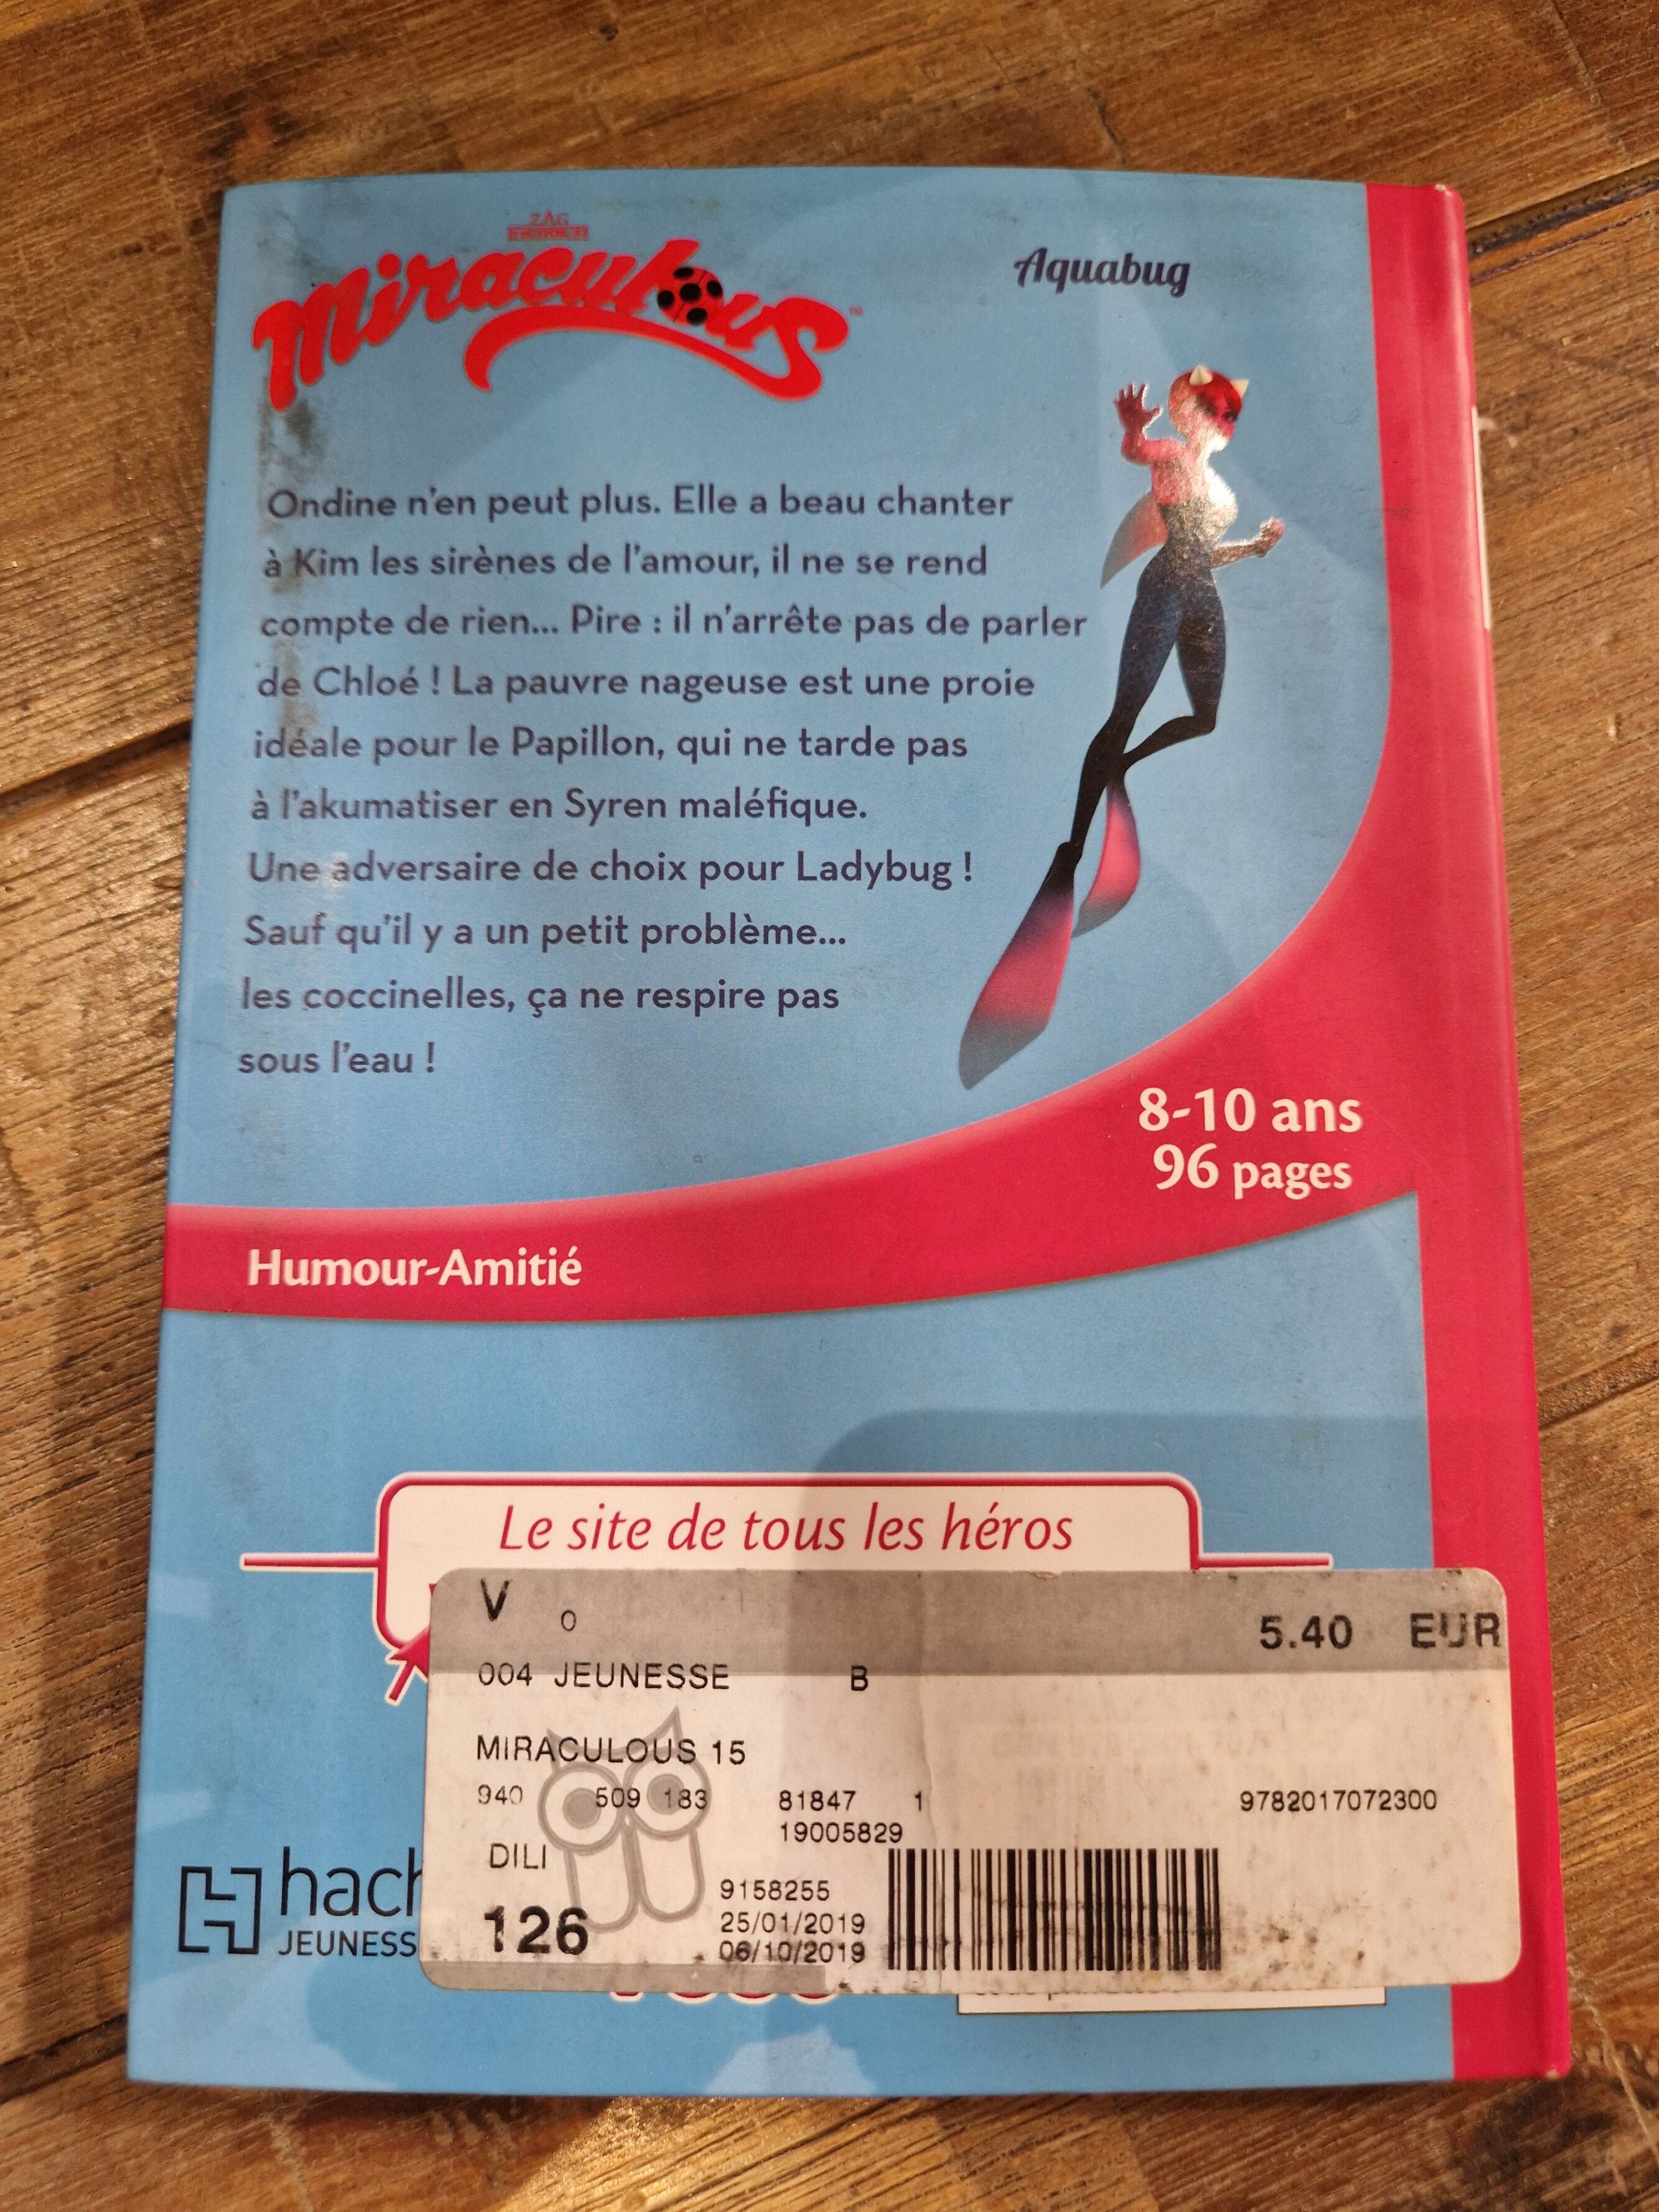 ZAG
HEROEZ
Miraculous
Aquabug
Ondine n'en peut plus. Elle a beau chanter
à Kim les sirènes de l'amour, il ne se rend
compte de rien... Pire : il n'arrête pas de parler
de Chloé ! La pauvre nageuse est une proie
idéale pour le Papillon, qui ne tarde pas
à l'akumatiser en Syren maléfique.
Une adversaire de choix pour Ladybug !
Sauf qu'il y a un petit problème...
les coccinelles, ça ne respire pas
sous l'eau !
8-10 ans
96 pages
Humour-Amitié
Le site de tous les héros
V 0 5.40 EUR
004 JEUNESSE B
MIRACULOUS 15
940 509 183 81847 1 9782017072300
19005829
DILI
9158255
126 25/01/2019
06/10/2019
hach
JEUNESS